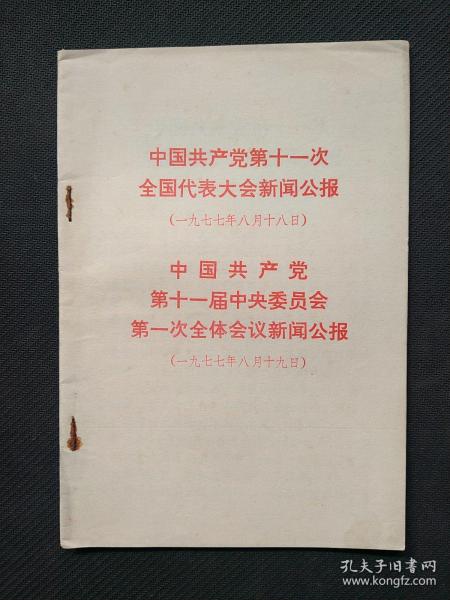 中国共产党第十一次
全国代表大会新闻公报
(一九七七年八月十八日)
中国共产党
第十一届中央委员会
第一次全体会议新闻公报
(一九七七年八月十九日)
孔夫子旧书网
www.kongfz.com